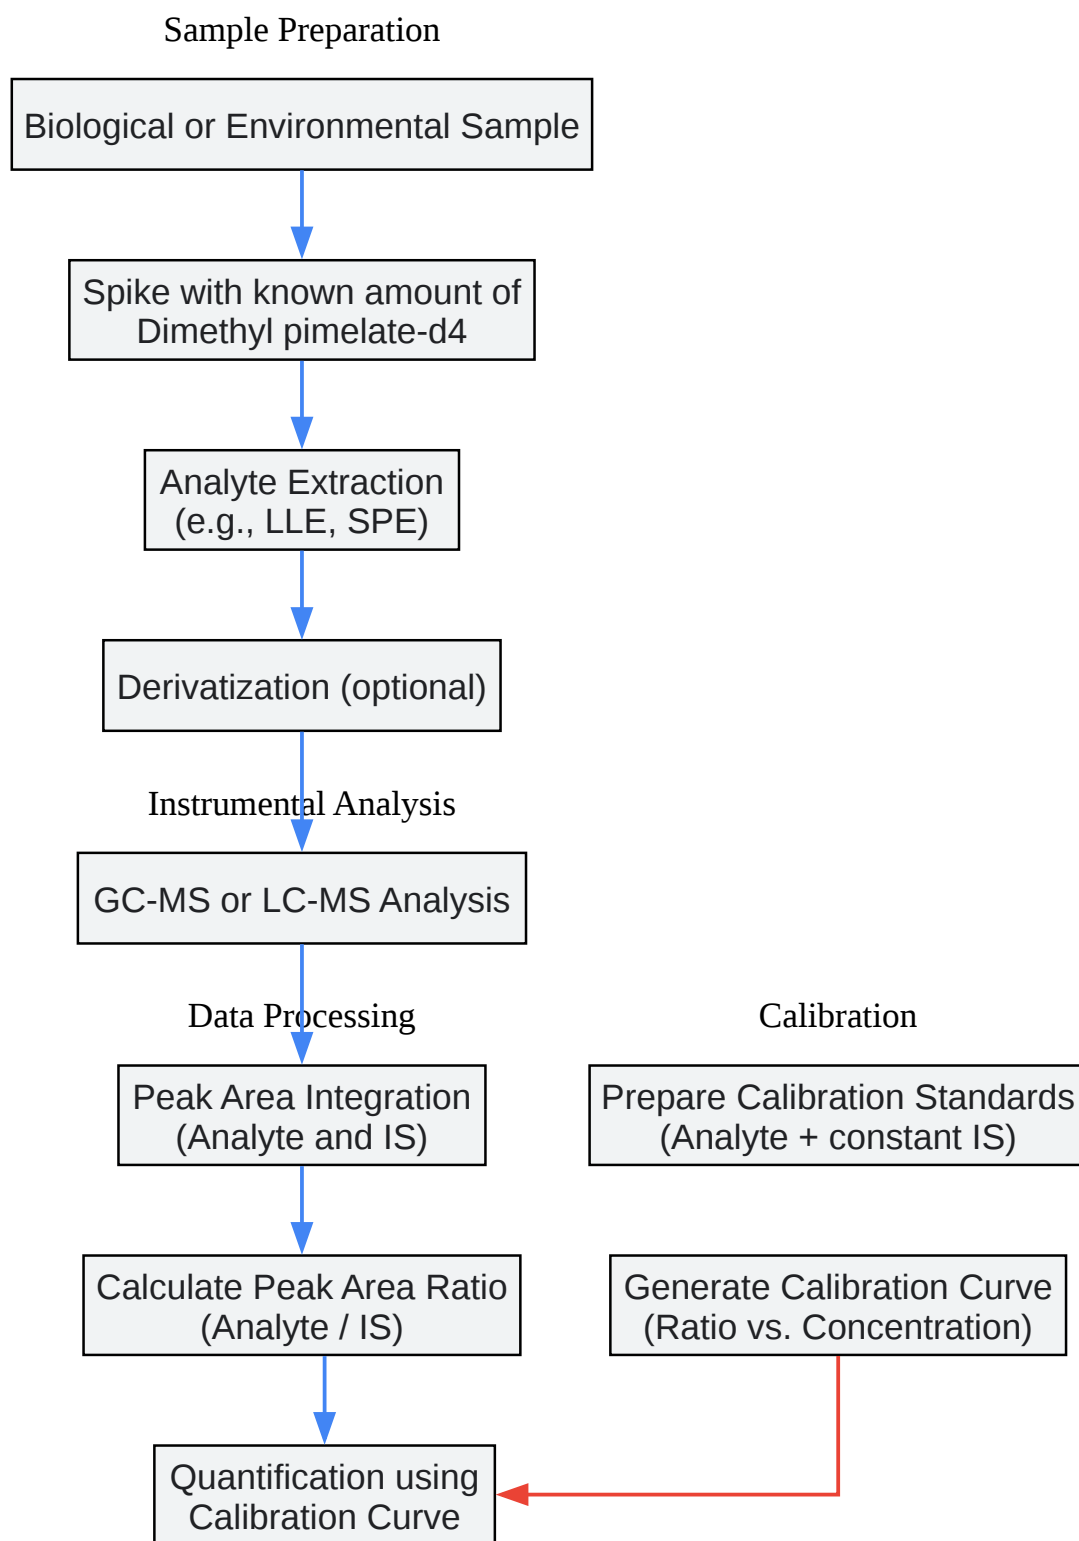 Sample Preparation
Biological or Environmental Sample
Spike with known amount of
Dimethyl pimelate-d4
Analyte Extraction
(e.g., LLE, SPE)
Derivatization (optional)
Instrumental Analysis
GC-MS or LC-MS Analysis
Data Processing
Peak Area Integration
(Analyte and IS)
Calculate Peak Area Ratio
(Analyte / IS)
Calibration
Prepare Calibration Standards
(Analyte + constant IS)
Generate Calibration Curve
(Ratio vs. Concentration)
Quantification using
Calibration Curve